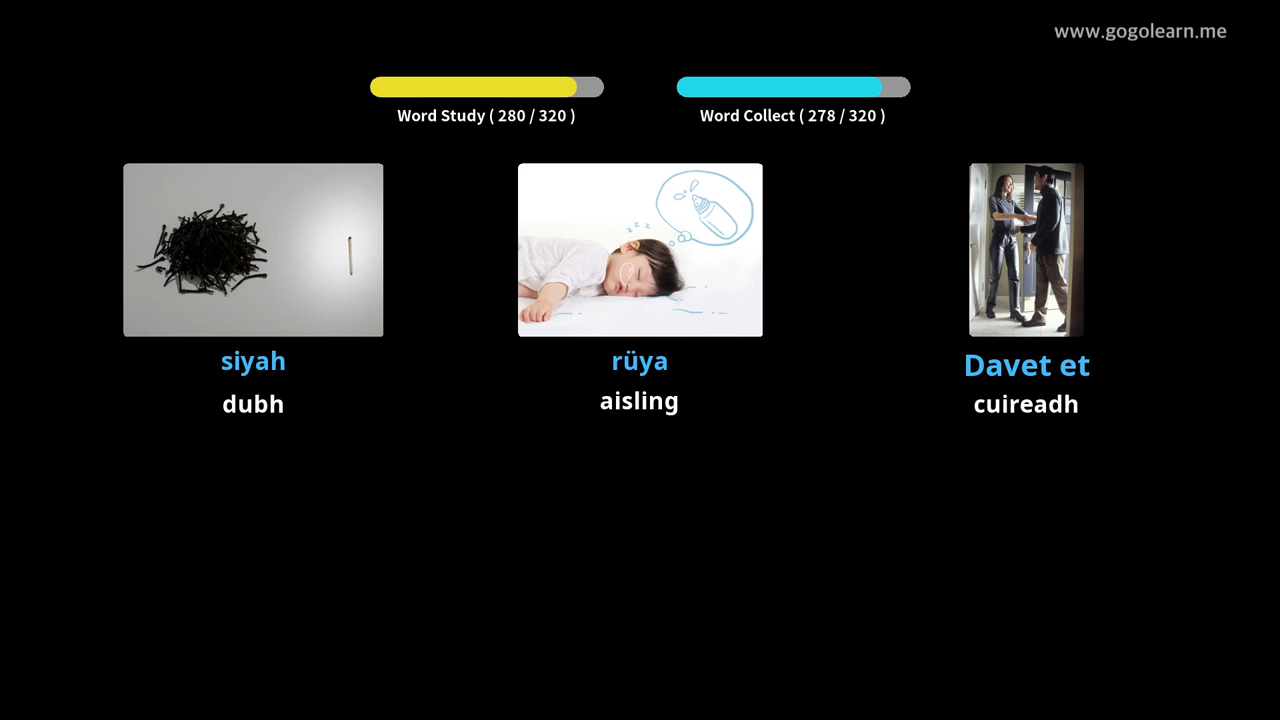 www.gogolearn.me
Word Study ( 280 / 320 )
Word Collect ( 278 / 320 )
siyah
rüya
Davet et
dubh
aisling
cuireadh